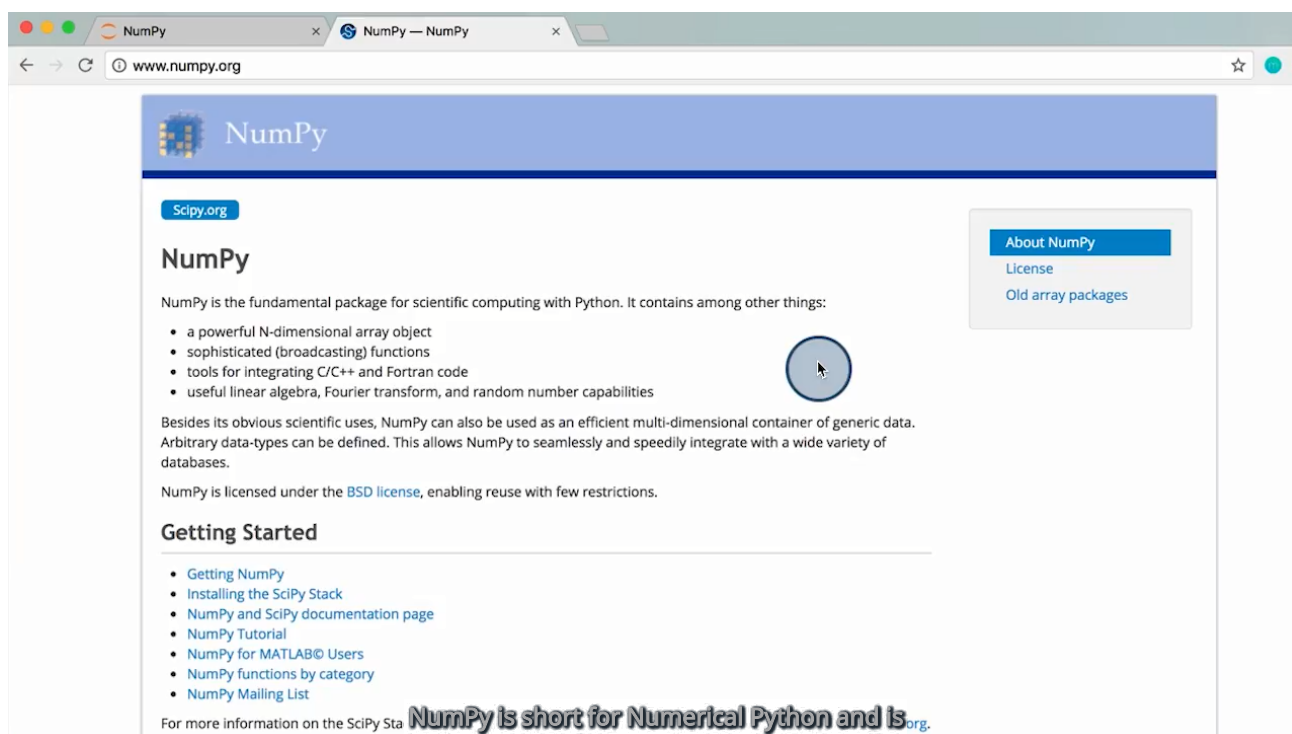 NumPy
NumPy — NumPy
www.numpy.org
NumPy
Scipy.org
About NumPy
License
Old array packages
NumPy
NumPy is the fundamental package for scientific computing with Python. It contains among other things:
a powerful N-dimensional array object
sophisticated (broadcasting) functions
tools for integrating C/C++ and Fortran code
useful linear algebra, Fourier transform, and random number capabilities
Besides its obvious scientific uses, NumPy can also be used as an efficient multi-dimensional container of generic data.
Arbitrary data-types can be defined. This allows NumPy to seamlessly and speedily integrate with a wide variety of
databases.
NumPy is licensed under the BSD license, enabling reuse with few restrictions.
Getting Started
Getting NumPy
Installing the SciPy Stack
NumPy and SciPy documentation page
NumPy Tutorial
NumPy for MATLAB© Users
NumPy functions by category
NumPy Mailing List
For more information on the SciPy Sta org.
NumPy is short for Numerical Python and is